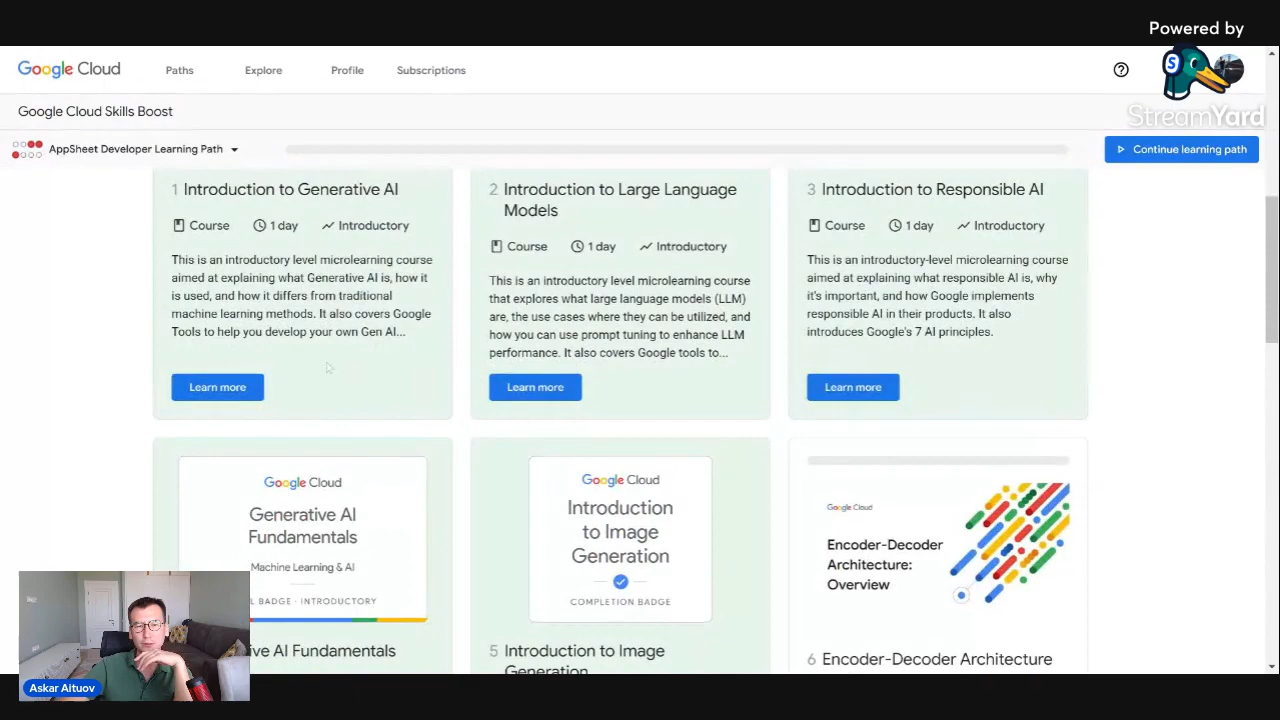 Powered by
StreamYard
Google Cloud
Paths
Explore
Profile
Subscriptions
Google Cloud Skills Boost
AppSheet Developer Learning Path
Continue learning path
1 Introduction to Generative AI
Course
1 day
Introductory
This is an introductory level microlearning course
aimed at explaining what Generative AI is, how it
is used, and how it differs from traditional
machine learning methods. It also covers Google
Tools to help you develop your own Gen AI...
Learn more
2 Introduction to Large Language
Models
Course
1 day
Introductory
This is an introductory level microlearning course
that explores what large language models (LLM)
are, the use cases where they can be utilized, and
how you can use prompt tuning to enhance LLM
performance. It also covers Google tools to...
Learn more
3 Introduction to Responsible AI
Course
1 day
Introductory
This is an introductory-level microlearning course
aimed at explaining what responsible AI is, why
it's important, and how Google implements
responsible AI in their products. It also
introduces Google's 7 AI principles.
Learn more
Google Cloud
Generative AI
Fundamentals
Machine Learning & AI
L BADGE · INTRODUCTORY
ve AI Fundamentals
Google Cloud
Introduction
to Image
Generation
COMPLETION BADGE
5 Introduction to Image
Generation
Google Cloud
Encoder-Decoder
Architecture:
Overview
6 Encoder-Decoder Architecture
Askar Aituov